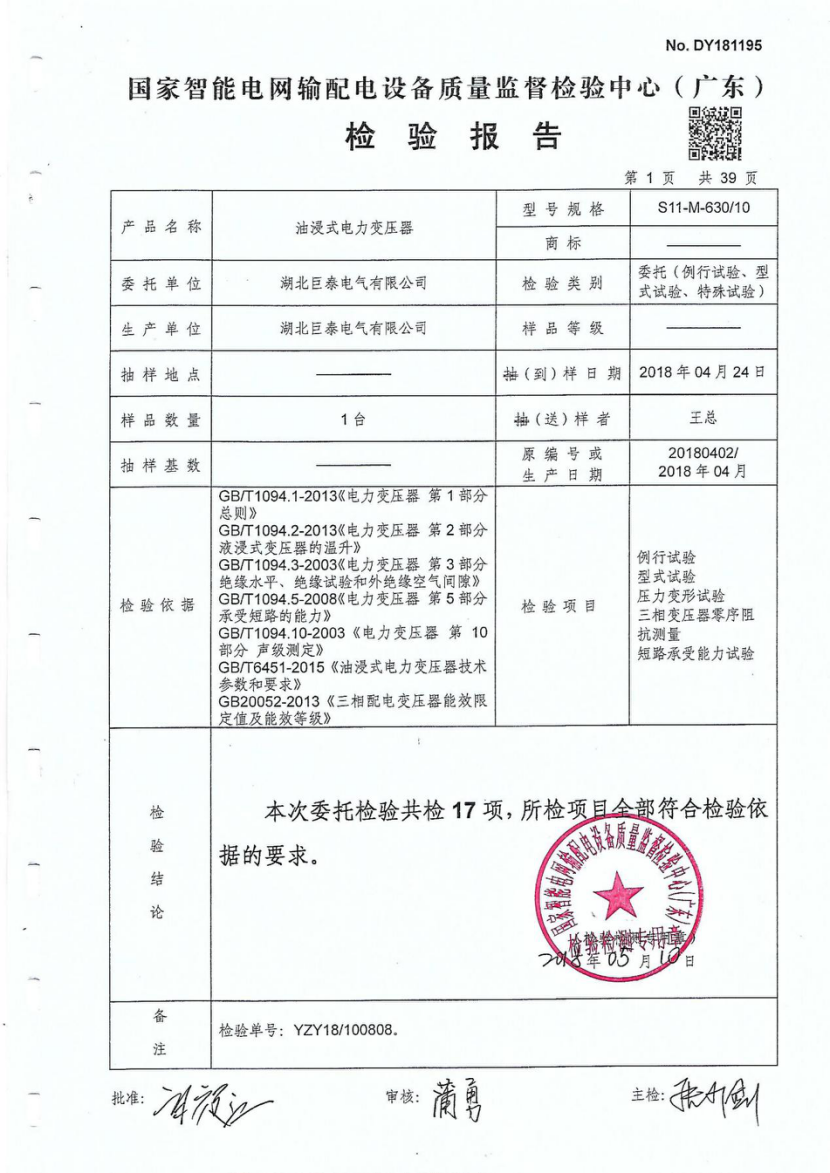 No. DY181195
国家智能电网输配电设备质量监督检验中心（广东）
检 验 报 告
第 1 页 共 39 页
产品名称
油浸式电力变压器
型号规格
S11-M-630/10
商标
———
委托单位
湖北巨泰电气有限公司
检验类别
委托（例行试验、型
式试验、特殊试验）
生产单位
湖北巨泰电气有限公司
样品等级
———
抽样地点
———
抽（到）样日期
2018 年 04 月 24 日
样品数量
1 台
抽（送）样者
王总
抽样基数
———
原编号或
生产日期
20180402/
2018 年 04 月
检验依据
GB/T1094.1-2013《电力变压器 第 1 部分
总则》
GB/T1094.2-2013《电力变压器 第 2 部分
液浸式变压器的温升》
GB/T1094.3-2003《电力变压器 第 3 部分
绝缘水平、绝缘试验和外绝缘空气间隙》
GB/T1094.5-2008《电力变压器 第 5 部分
承受短路的能力》
GB/T1094.10-2003《电力变压器 第 10
部分 声级测定》
GB/T6451-2015《油浸式电力变压器技术
参数和要求》
GB20052-2013《三相配电变压器能效限
定值及能效等级》
检验项目
例行试验
型式试验
压力变形试验
三相变压器零序阻
抗测量
短路承受能力试验
检验结论
本次委托检验共检 17 项，所检项目全部符合检验依
据的要求。
国家智能电网输配电设备质量监督检验中心(广东)
检验检测专用章
2018 年 05 月 10 日
备注
检验单号：YZY18/100808。
批准：
审核：蒲勇
主检：